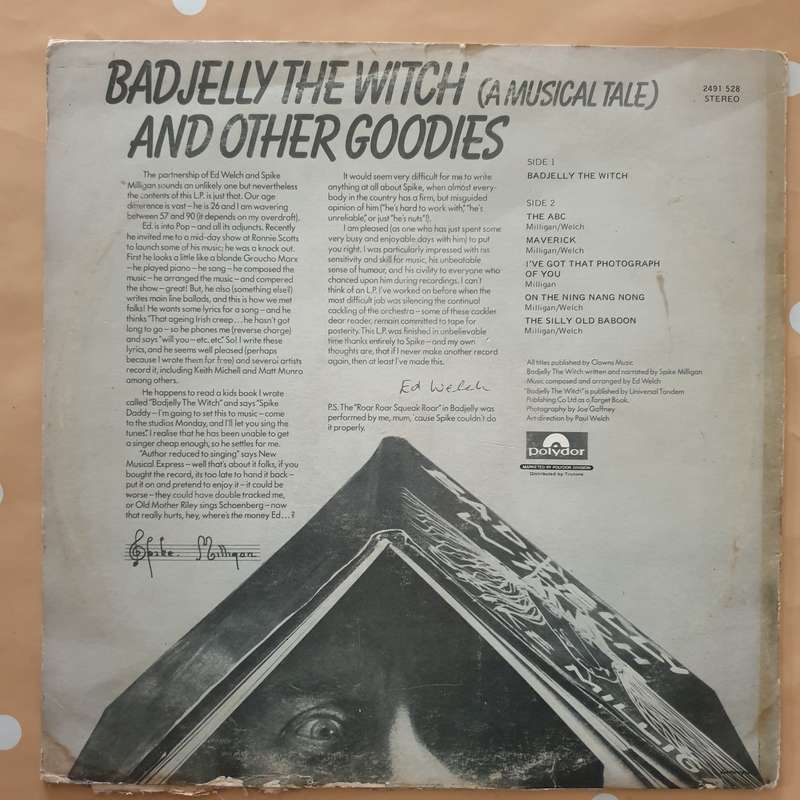 BADJELLY THE WITCH (A MUSICAL TALE)
AND OTHER GOODIES
2491 528
STEREO
The partnership of Ed Welch and Spike
Milligan sounds an unlikely one but nevertheless
the contents of this L.P. is just that. Our age
difference is vast – he is 26 and I am wavering
between 57 and 90 (it depends on my overdraft).
Ed. is into Pop – and all its adjuncts. Recently
he invited me to a mid-day show at Ronnie Scotts
to launch some of his music; he was a knock out.
First he looks a little like a blonde Groucho Marx
– he played piano – he sang – he composed the
music – he arranged the music – and compered
the show – great! But, he also (something else!)
writes main line ballads, and this is how we met
folks! He wants some lyrics for a song – and he
thinks "That ageing Irish creep...he hasn't got
long to go – so he phones me (reverse charge)
and says "will you – etc. etc." So! I write these
lyrics, and he seems well pleased (perhaps
because I wrote them for free) and several artists
record it, including Keith Michell and Matt Munro
among others.
He happens to read a kids book I wrote
called "Badjelly The Witch" and says "Spike
Daddy – I'm going to set this to music – come
to the studios Monday, and I'll let you sing the
tunes." I realise that he has been unable to get
a singer cheap enough, so he settles for me.
"Author reduced to singing" says New
Musical Express – well that's about it folks, if you
bought the record, its too late to hand it back –
put it on and pretend to enjoy it – it could be
worse – they could have double tracked me,
or Old Mother Riley sings Schoenberg – now
that really hurts, hey, where's the money Ed...?
Spike Milligan
It would seem very difficult for me to write
anything at all about Spike, when almost every-
body in the country has a firm, but misguided
opinion of him ("he's hard to work with," "he's
unreliable," or just "he's nuts"!).
I am pleased (as one who has just spent some
very busy and enjoyable days with him) to put
you right. I was particularly impressed with his
sensitivity and skill for music, his unbeatable
sense of humour, and his civility to everyone who
chanced upon him during recordings. I can't
think of an L.P. I've worked on before when the
most difficult job was silencing the continual
cackling of the orchestra – some of these cackles
dear reader, remain committed to tape for
posterity. This L.P. was finished in unbelievable
time thanks entirely to Spike – and my own
thoughts are, that if I never make another record
again, then at least I've made this.
Ed Welch
P.S. The "Roar Roar Squeak Roar" in Badjelly was
performed by me, mum, 'cause Spike couldn't do
it properly.
SIDE 1
BADJELLY THE WITCH
SIDE 2
THE ABC
Milligan/Welch
MAVERICK
Milligan/Welch
I'VE GOT THAT PHOTOGRAPH
OF YOU
Milligan
ON THE NING NANG NONG
Milligan/Welch
THE SILLY OLD BABOON
Milligan/Welch
All titles published by Clowns Music
Badjelly The Witch written and narrated by Spike Milligan
Music composed and arranged by Ed Welch
"Badjelly The Witch" is published by Universal Tandem
Publishing Co Ltd as a Target Book.
Photography by Joe Gaffney
Art direction by Paul Welch
polydor
MARKETED BY POLYDOR DIVISION
Distributed by Trutone